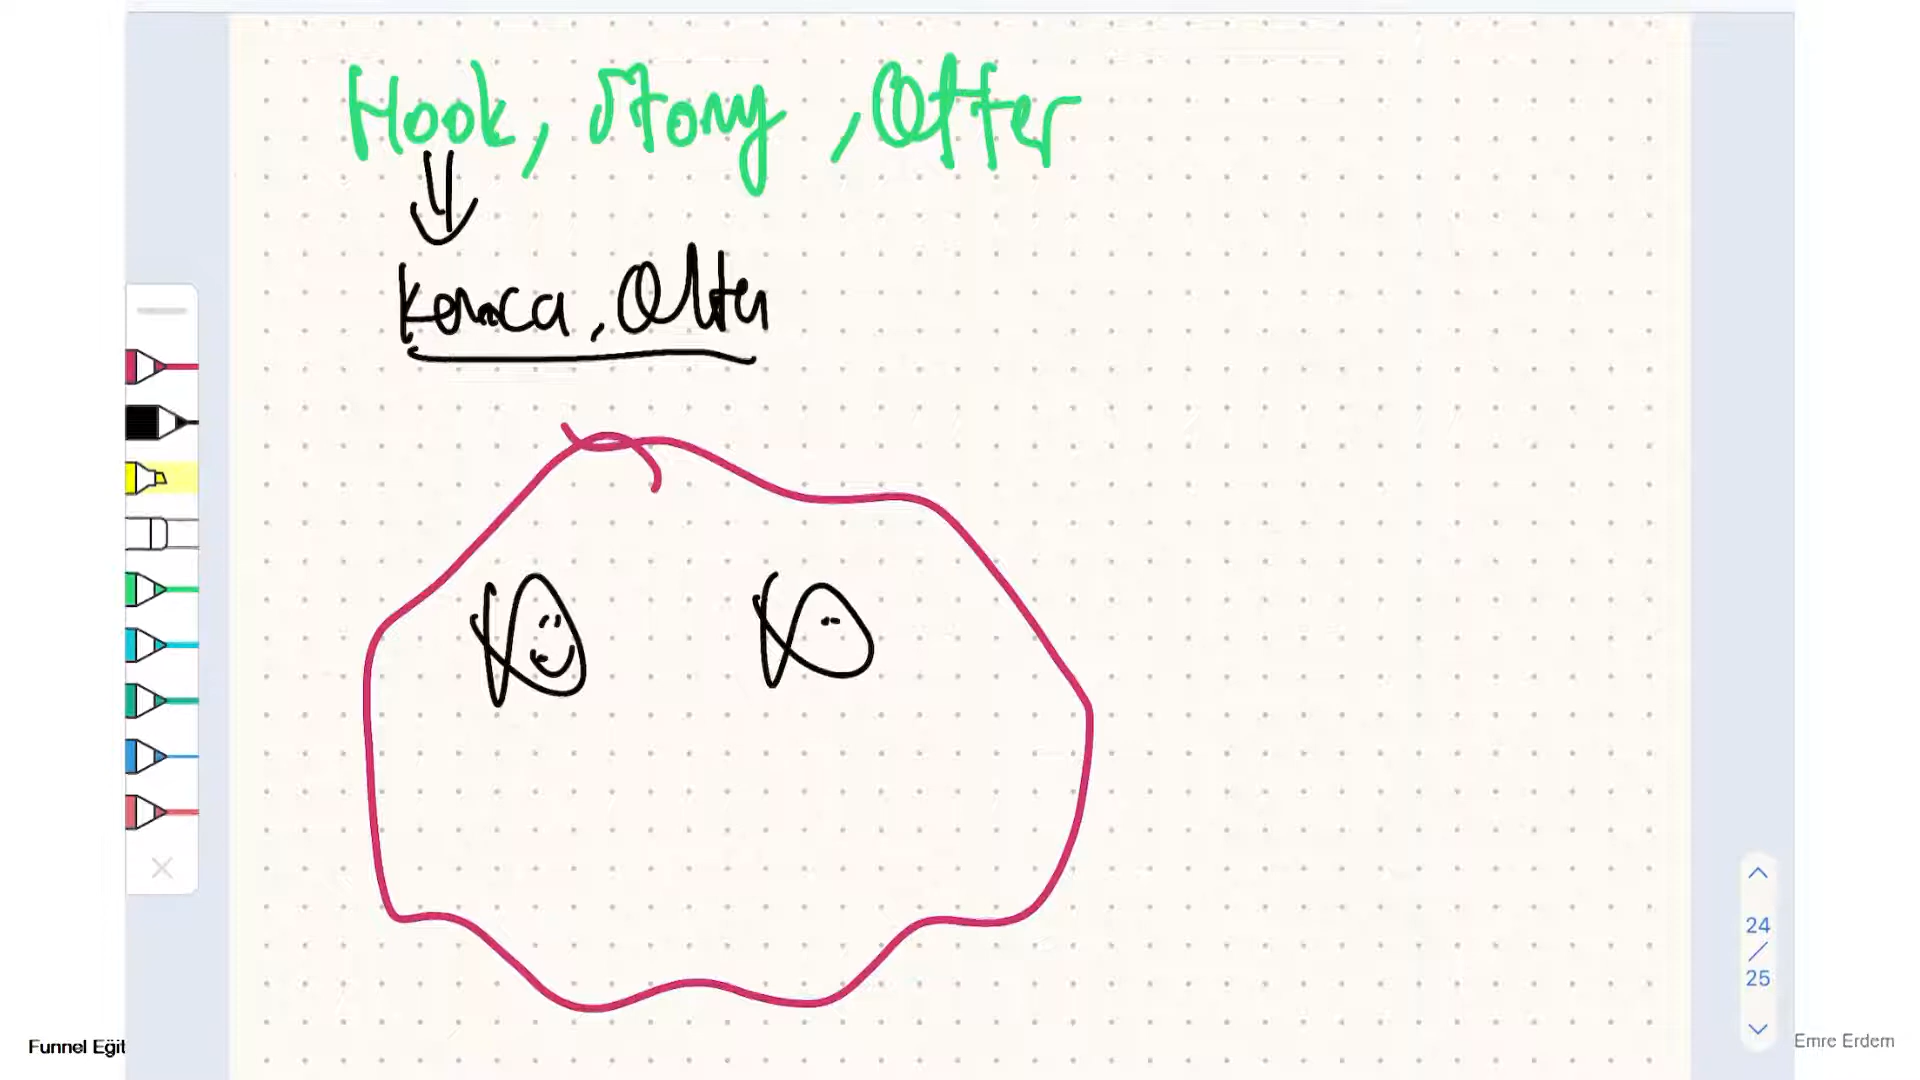 Hook, Story, Offer
Kanca, Olta
24
/
25
Funnel Eğit
Emre Erdem